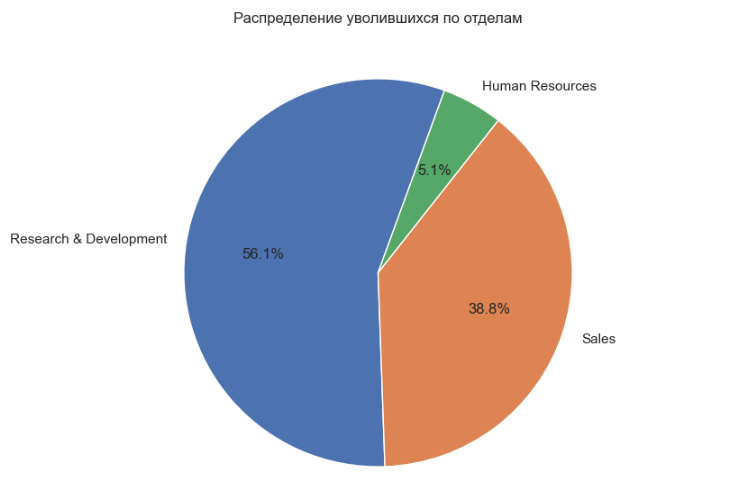 Распределение уволившихся по отделам
Human Resources
5.1%
Research & Development
56.1%
38.8%
Sales